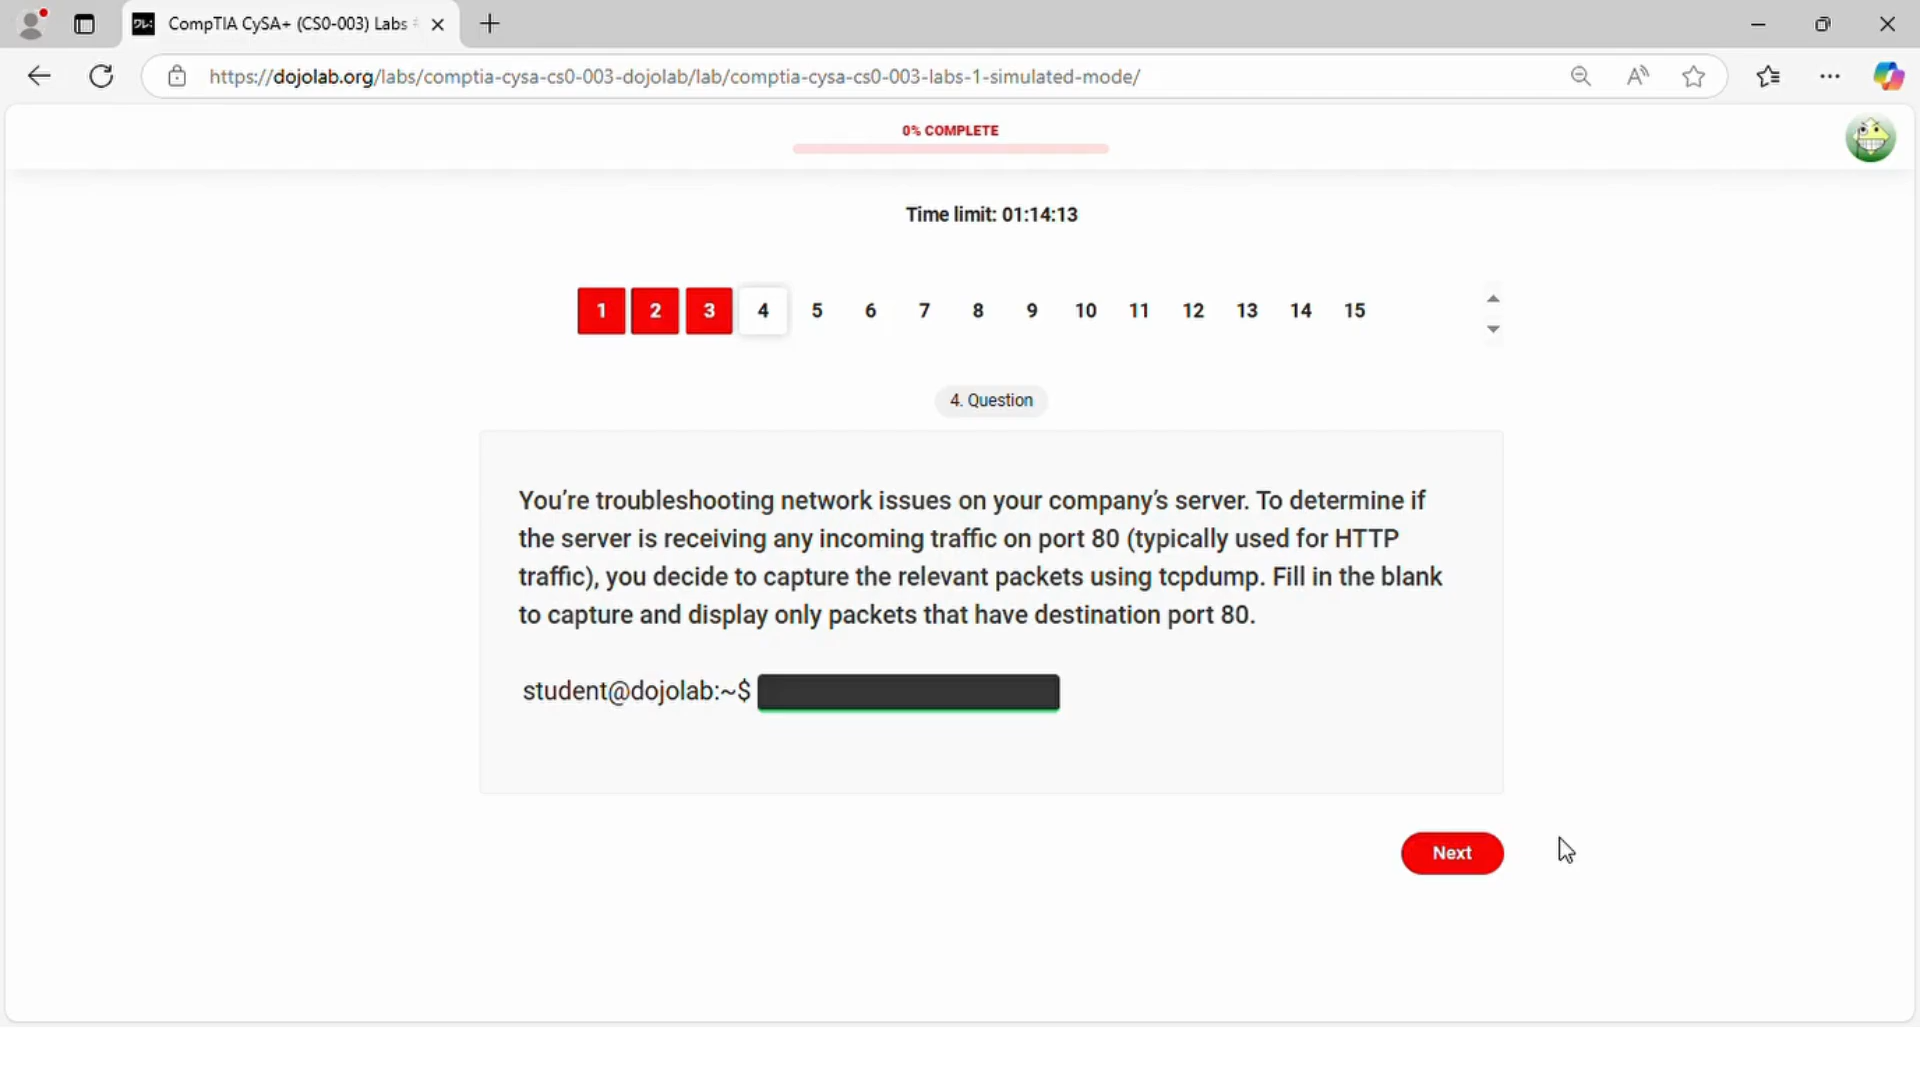 CompTIA CySA+ (CS0-003) Labs
https://dojolab.org/labs/comptia-cysa-cs0-003-dojolab/lab/comptia-cysa-cs0-003-labs-1-simulated-mode/
0% COMPLETE
Time limit: 01:14:13
1 2 3 4 5 6 7 8 9 10 11 12 13 14 15
4. Question
You’re troubleshooting network issues on your company’s server. To determine if
the server is receiving any incoming traffic on port 80 (typically used for HTTP
traffic), you decide to capture the relevant packets using tcpdump. Fill in the blank
to capture and display only packets that have destination port 80.
student@dojolab:~$
Next